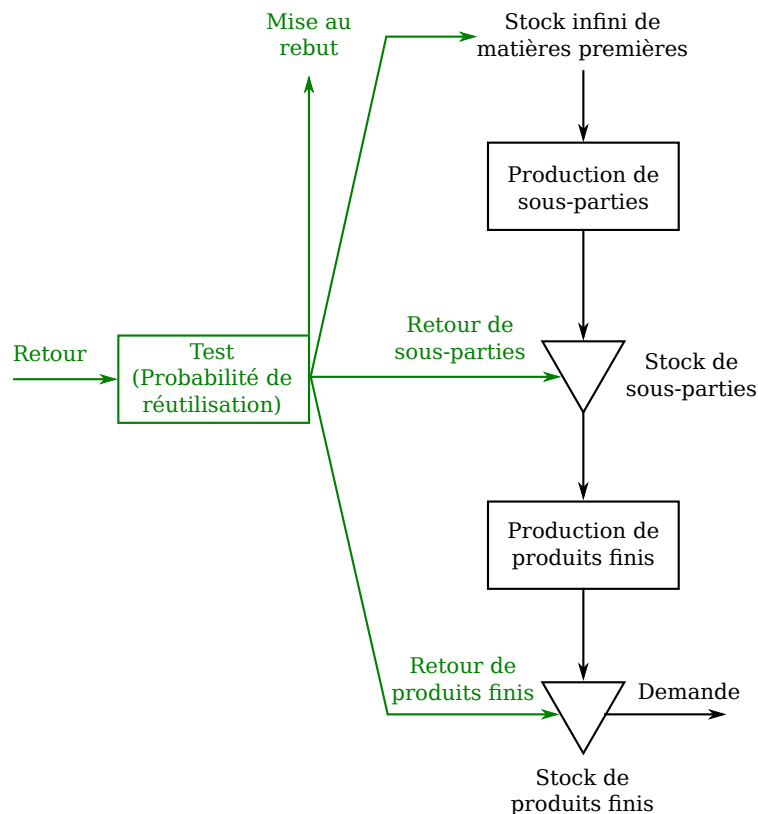 Mise au
rebut
Stock infini de
matières premières
Production de
sous-parties
Retour
Test
(Probabilité de
réutilisation)
Retour de
sous-parties
Stock de
sous-parties
Production de
produits finis
Retour de
produits finis
Demande
Stock de
produits finis